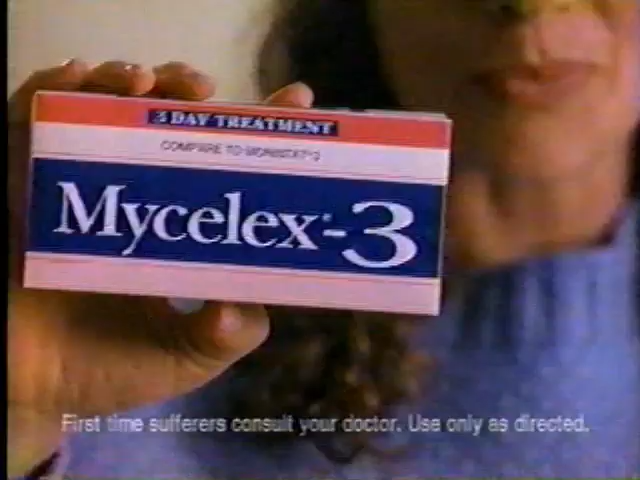 3 DAY TREATMENT
COMPARE TO MONISTAT®3
Mycelex®-3
First time sufferers consult your doctor. Use only as directed.